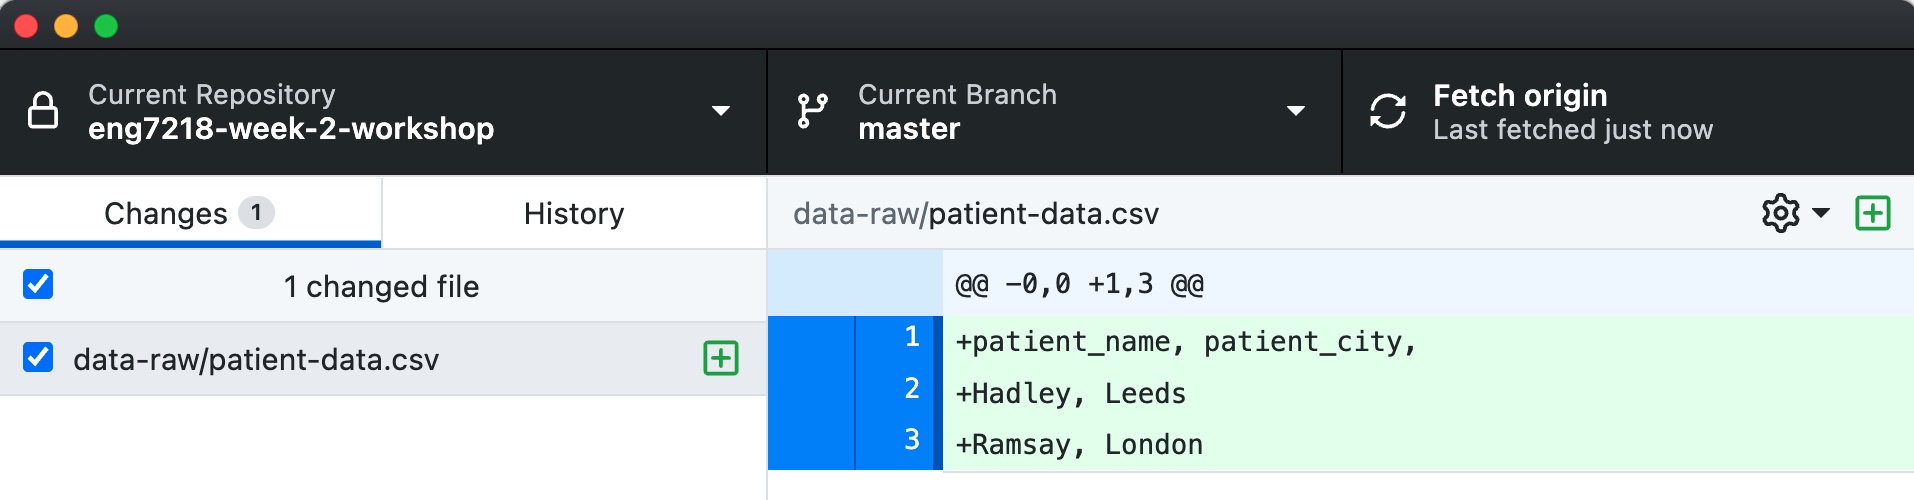 Current Repository
eng7218-week-2-workshop
Current Branch
master
Fetch origin
Last fetched just now
Changes 1
History
data-raw/patient-data.csv
1 changed file
data-raw/patient-data.csv
@@ -0,0 +1,3 @@
1 +patient_name, patient_city,
2 +Hadley, Leeds
3 +Ramsay, London